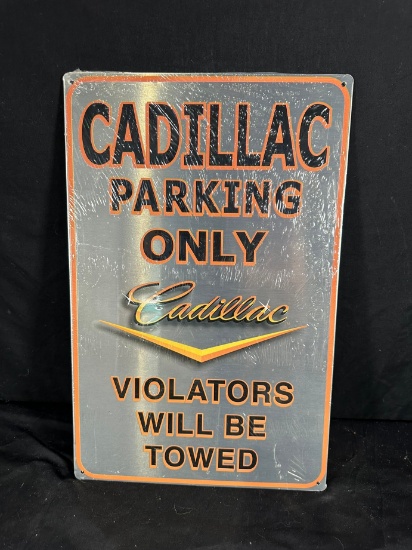 CADILLAC
PARKING
ONLY
Cadillac
VIOLATORS
WILL BE
TOWED